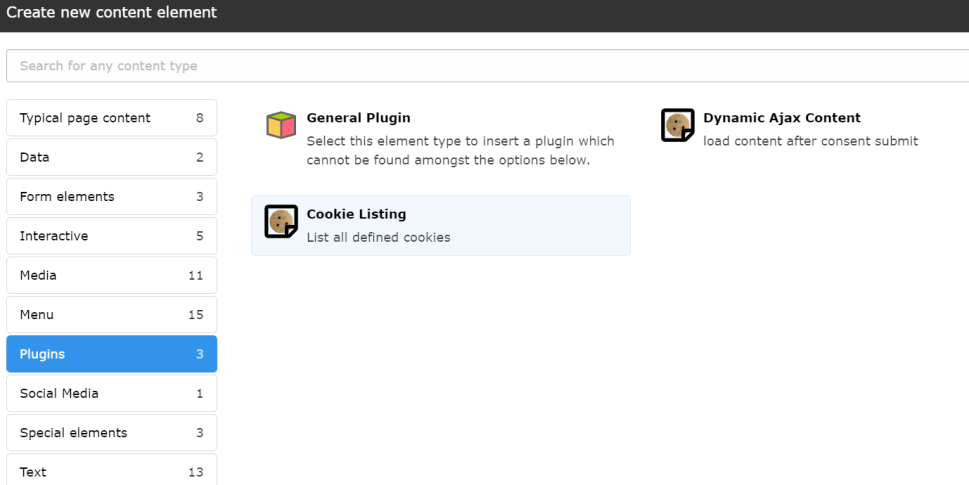 Create new content element
Search for any content type
Typical page content 8
Data 2
Form elements 3
Interactive 5
Media 11
Menu 15
Plugins 3
Social Media 1
Special elements 3
Text 13
General Plugin
Select this element type to insert a plugin which
cannot be found amongst the options below.
Dynamic Ajax Content
load content after consent submit
Cookie Listing
List all defined cookies